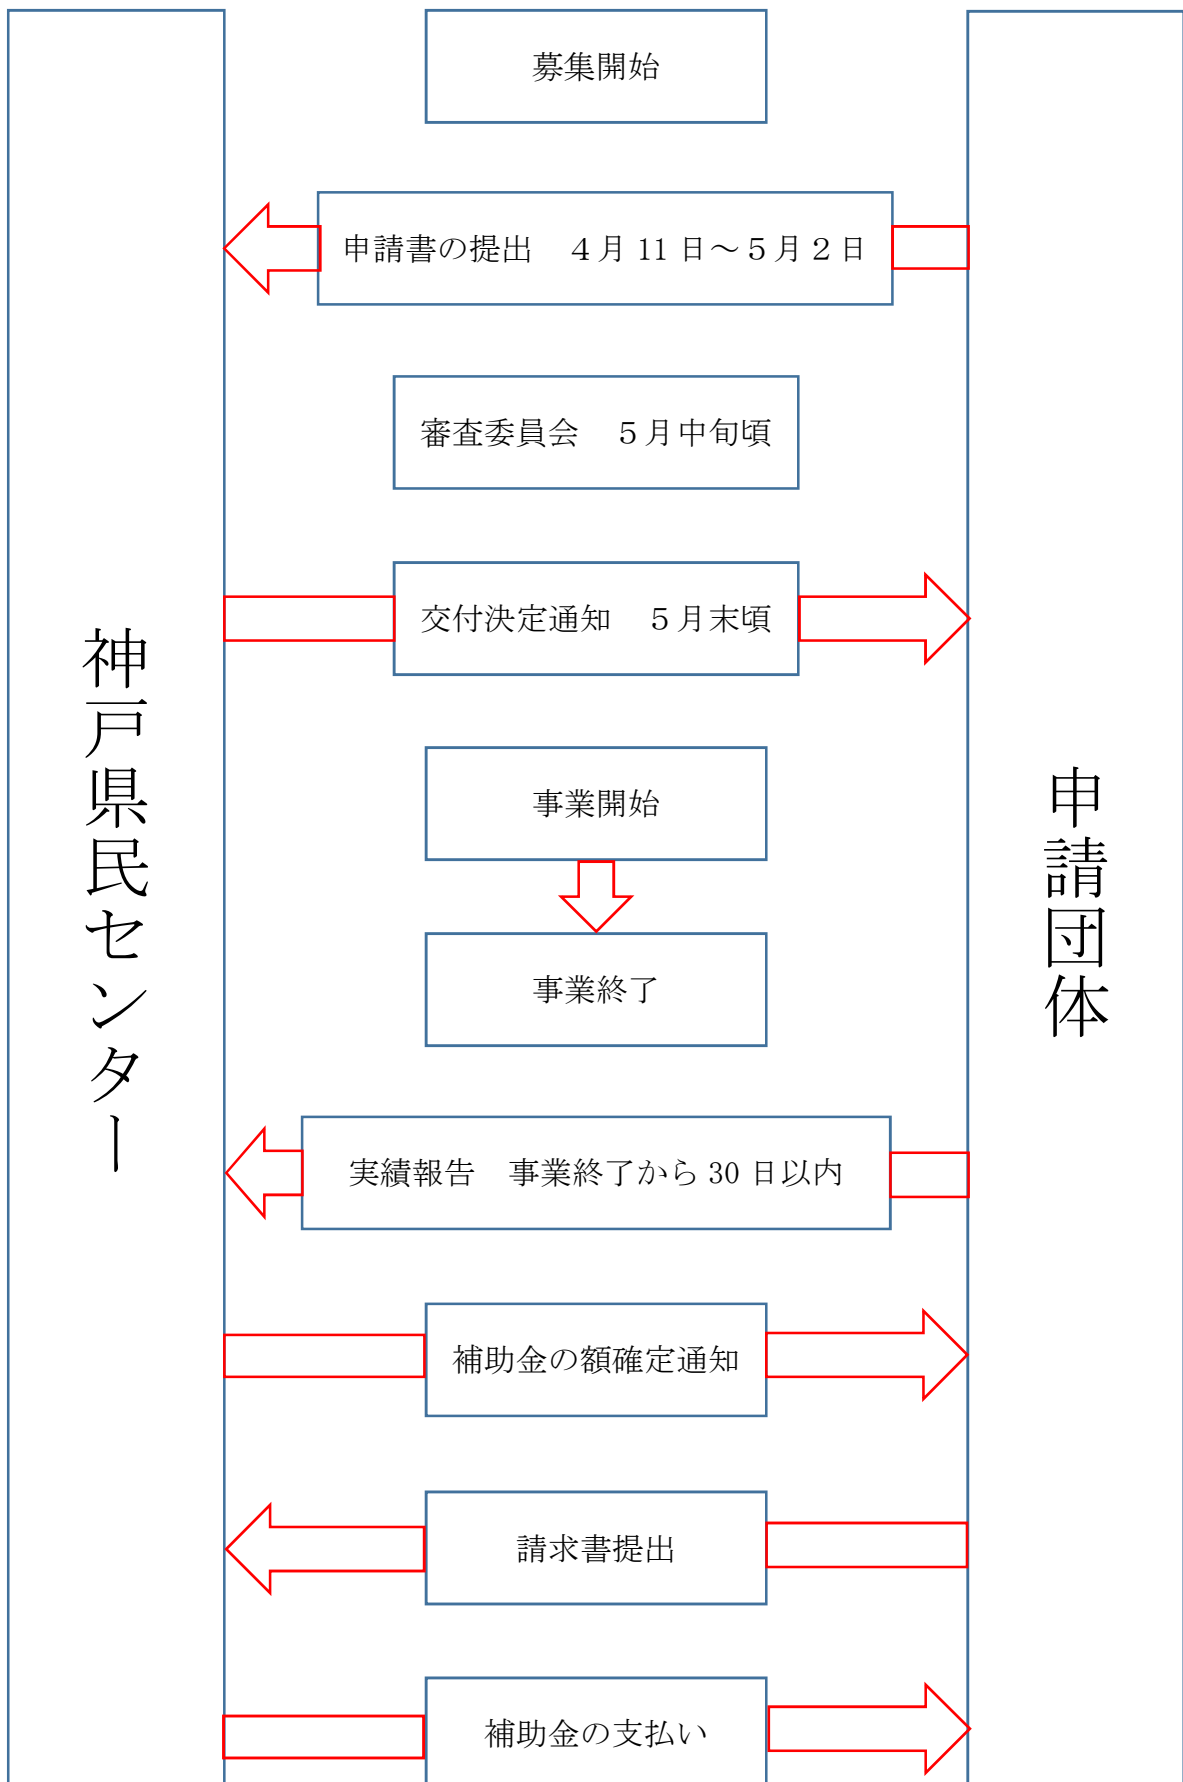 募集開始
申請書の提出　４月 11 日～５月２日
審査委員会　５月中旬頃
交付決定通知　５月末頃
神戸県民センター
事業開始
申請団体
事業終了
実績報告　事業終了から 30 日以内
補助金の額確定通知
請求書提出
補助金の支払い